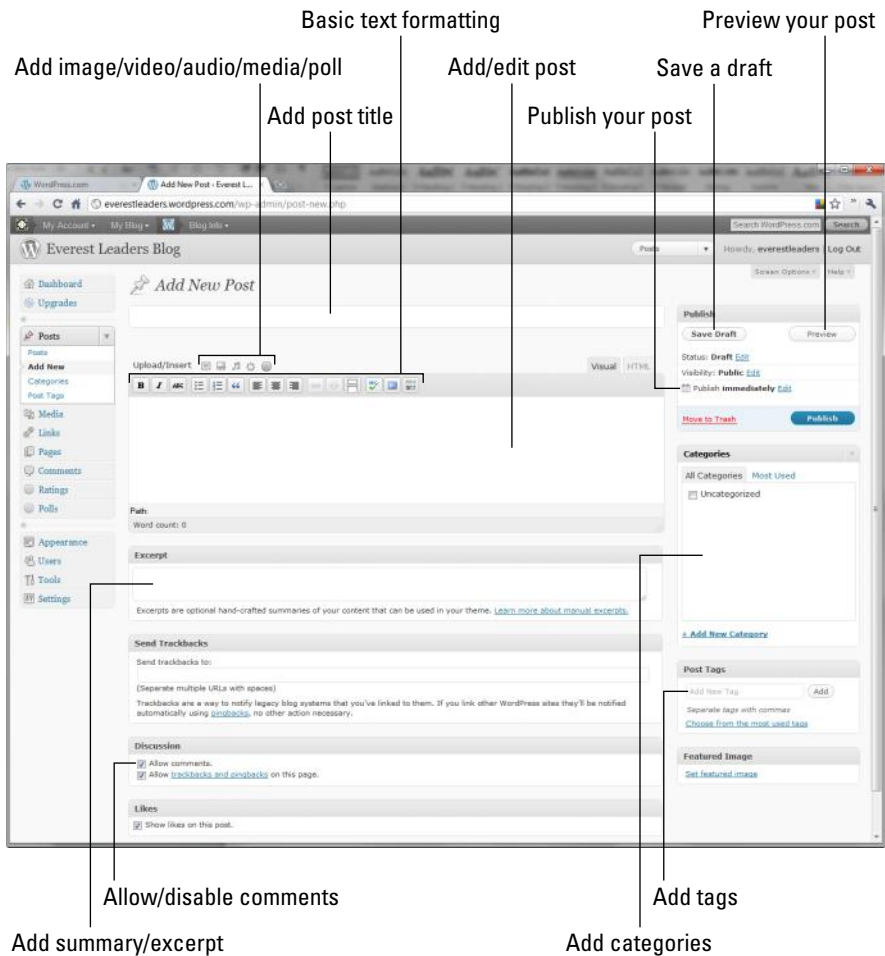 Basic text formatting
Preview your post
Add image/video/audio/media/poll
Add/edit post
Save a draft
Add post title
Publish your post
WordPress.com
Add New Post ‹ Everest L...
everestleaders.wordpress.com/wp-admin/post-new.php
My Account
My Blog
Blog Info
Search WordPress.com
Search
Everest Leaders Blog
Posts
Howdy, everestleaders | Log Out
Screen Options
Help
Dashboard
Upgrades
Posts
Posts
Add New
Categories
Post Tags
Media
Links
Pages
Comments
Ratings
Polls
Appearance
Users
Tools
Settings
Add New Post
Upload/Insert
Visual
HTML
B I ABC
Path:
Word count: 0
Excerpt
Excerpts are optional hand-crafted summaries of your content that can be used in your theme. Learn more about manual excerpts.
Send Trackbacks
Send trackbacks to:
(Separate multiple URLs with spaces)
Trackbacks are a way to notify legacy blog systems that you've linked to them. If you link other WordPress sites they'll be notified
automatically using pingbacks, no other action necessary.
Discussion
Allow comments.
Allow trackbacks and pingbacks on this page.
Likes
Show likes on this post.
Publish
Save Draft
Preview
Status: Draft Edit
Visibility: Public Edit
Publish immediately Edit
Move to Trash
Publish
Categories
All Categories
Most Used
Uncategorized
+ Add New Category
Post Tags
Add New Tag
Add
Separate tags with commas
Choose from the most used tags
Featured Image
Set featured image
Allow/disable comments
Add tags
Add summary/excerpt
Add categories